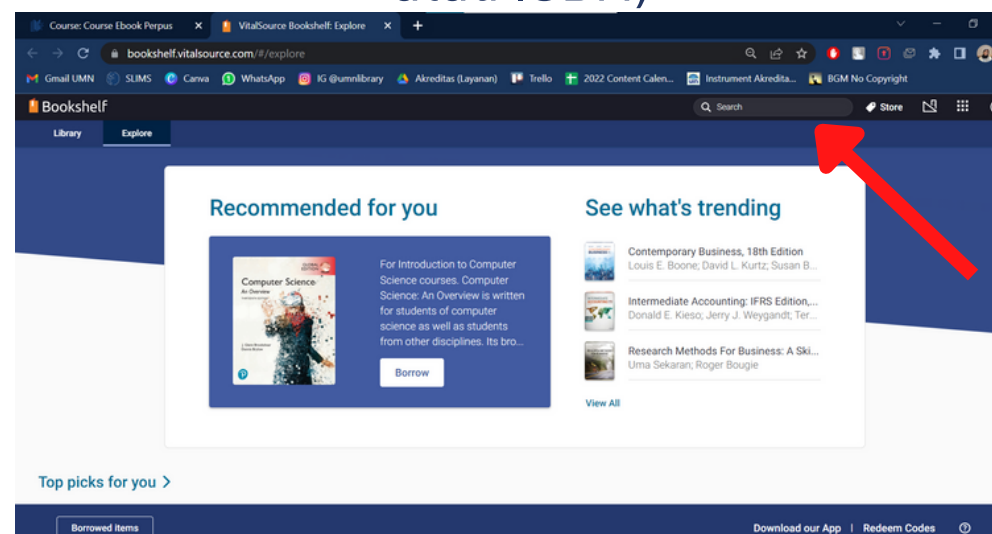 atau ISBN)
Course: Course Ebook Perpus
VitalSource Bookshelf: Explore
bookshelf.vitalsource.com/#/explore
Gmail UMN SLIMS Canva WhatsApp IG @umnlibrary Akreditas (Layanan) Trello 2022 Content Calen... Instrument Akredita... BGM No Copyright
Bookshelf Search Store
Library Explore
Recommended for you
Computer Science
For Introduction to Computer
Science courses. Computer
Science: An Overview is written
for students of computer
science as well as students
from other disciplines. Its bro...
Borrow
See what's trending
Contemporary Business, 18th Edition
Louis E. Boone; David L. Kurtz; Susan B...
Intermediate Accounting: IFRS Edition,...
Donald E. Kieso; Jerry J. Weygandt; Ter...
Research Methods For Business: A Ski...
Uma Sekaran; Roger Bougie
View All
Top picks for you >
Borrowed items
Download our App | Redeem Codes